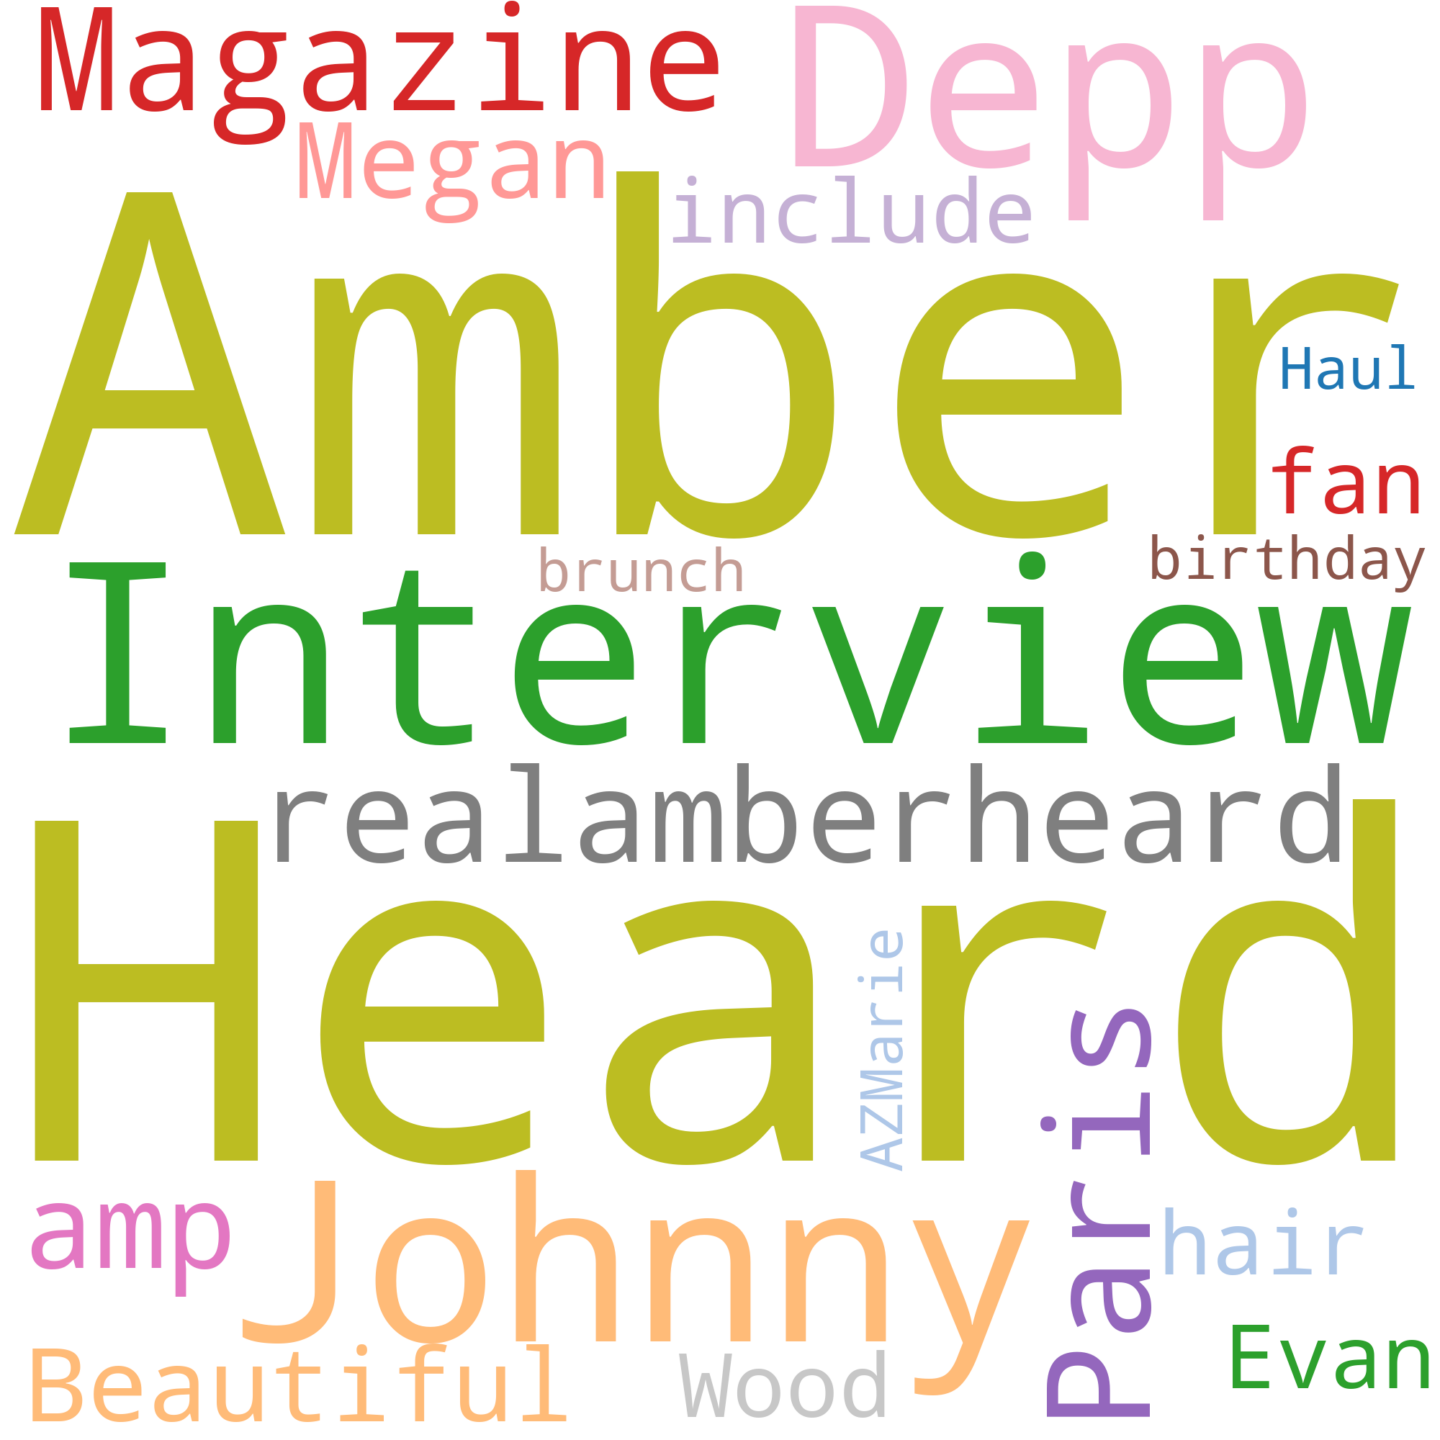 Magazine Depp
Megan include
Amber
Haul
fan
brunch birthday
Interview
realamberheard
Heard
AZMarie
Paris
amp Johnny hair
Beautiful Wood Evan